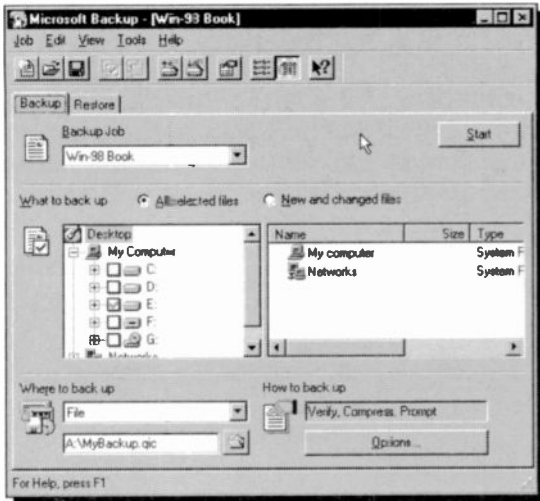 Microsoft Backup - [Win-98 Book]
Job Edit View Tools Help
Backup Restore
Backup Job
Win-98 Book
Start
What to back up All selected files New and changed files
Desktop
My Computer
C:
D:
E:
F:
G:
Networks
Name Size Type
My computer System F
Networks System F
Where to back up
File
A:\MyBackup.qic
How to back up
Verify, Compress, Prompt
Options...
For Help, press F1